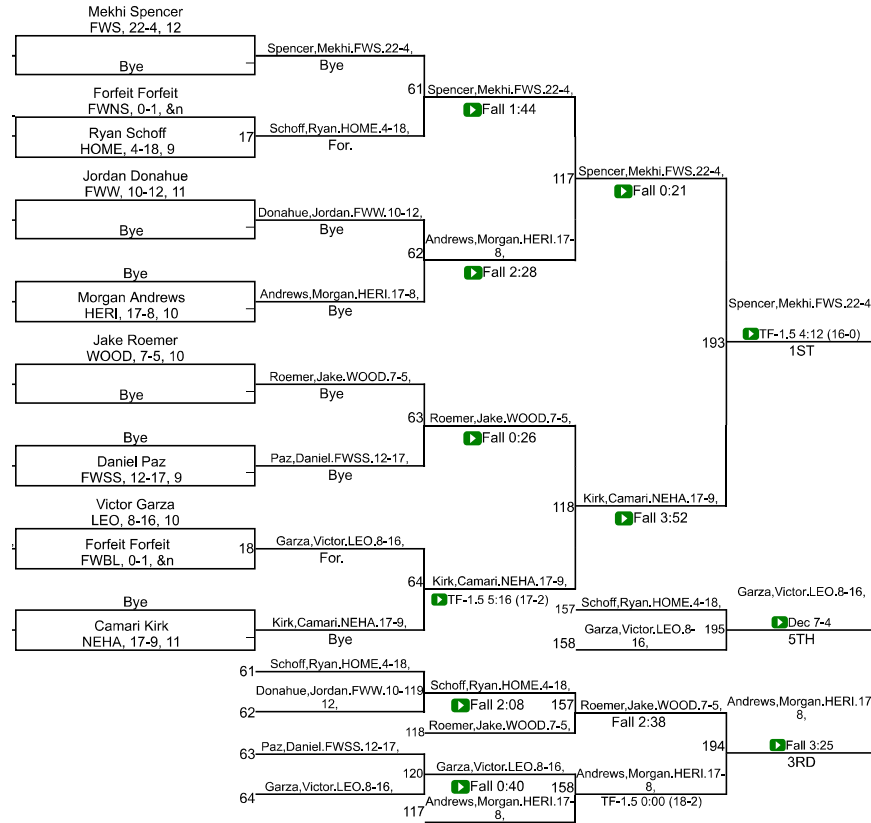 Mekhi Spencer
FWS, 22-4, 12
Bye
Spencer,Mekhi.FWS.22-4,
Bye
Forfeit Forfeit
FWNS, 0-1, &n
Ryan Schoff
HOME, 4-18, 9
17
Schoff,Ryan.HOME.4-18,
For.
61
Spencer,Mekhi.FWS.22-4,
Fall 1:44
Jordan Donahue
FWW, 10-12, 11
Bye
Donahue,Jordan.FWW.10-12,
Bye
Bye
Morgan Andrews
HERI, 17-8, 10
Andrews,Morgan.HERI.17-8,
Bye
62
Andrews,Morgan.HERI.17-
8,
Fall 2:28
117
Spencer,Mekhi.FWS.22-4,
Fall 0:21
Jake Roemer
WOOD, 7-5, 10
Bye
Roemer,Jake.WOOD.7-5,
Bye
Bye
Daniel Paz
FWSS, 12-17, 9
Paz,Daniel.FWSS.12-17,
Bye
63
Roemer,Jake.WOOD.7-5,
Fall 0:26
Victor Garza
LEO, 8-16, 10
Forfeit Forfeit
FWBL, 0-1, &n
18
Garza,Victor.LEO.8-16,
For.
Bye
Camari Kirk
NEHA, 17-9, 11
Kirk,Camari.NEHA.17-9,
Bye
64
Kirk,Camari.NEHA.17-9,
TF-1.5 5:16 (17-2)
118
Kirk,Camari.NEHA.17-9,
Fall 3:52
193
Spencer,Mekhi.FWS.22-4
TF-1.5 4:12 (16-0)
1ST
157
Schoff,Ryan.HOME.4-18,
158
Garza,Victor.LEO.8-
16,
195
Garza,Victor.LEO.8-16,
Dec 7-4
5TH
61
Schoff,Ryan.HOME.4-18,
62
Donahue,Jordan.FWW.10-
12,
119
Schoff,Ryan.HOME.4-18,
Fall 2:08
118
Roemer,Jake.WOOD.7-5,
157
Roemer,Jake.WOOD.7-5,
Fall 2:38
63
Paz,Daniel.FWSS.12-17,
64
Garza,Victor.LEO.8-16,
120
Garza,Victor.LEO.8-16,
Fall 0:40
117
Andrews,Morgan.HERI.17-
8,
158
Andrews,Morgan.HERI.17-
8,
TF-1.5 0:00 (18-2)
194
Andrews,Morgan.HERI.17
8,
Fall 3:25
3RD